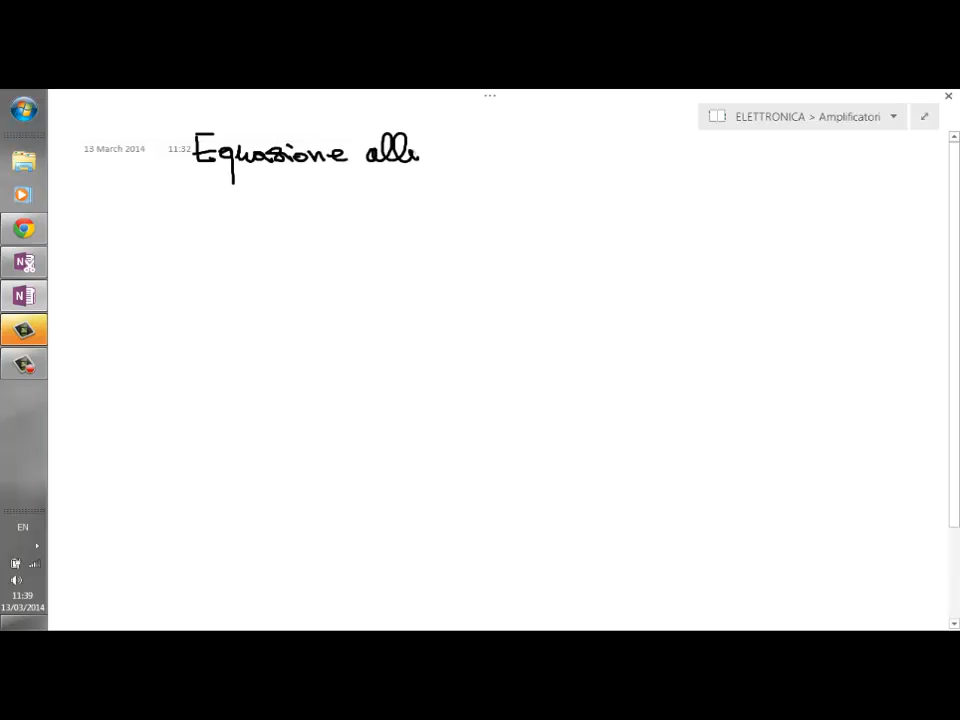 ELETTRONICA > Amplificatori
13 March 2014 11:32
Equazione alle
EN
11:39
13/03/2014